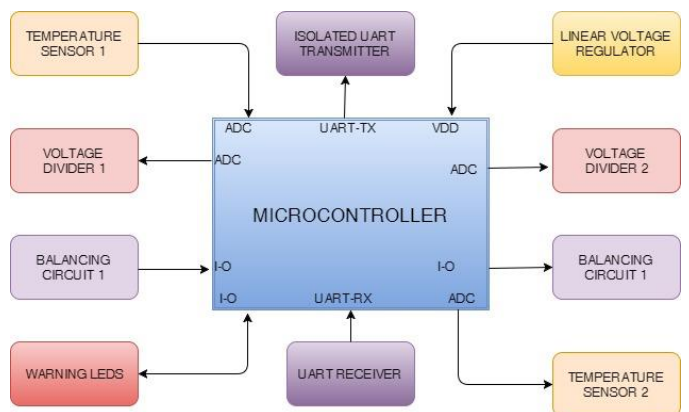 TEMPERATURE
SENSOR 1
ISOLATED UART
TRANSMITTER
LINEAR VOLTAGE
REGULATOR
ADC
UART-TX
VDD
VOLTAGE
DIVIDER 1
ADC
ADC
VOLTAGE
DIVIDER 2
MICROCONTROLLER
BALANCING
CIRCUIT 1
I-O
I-O
BALANCING
CIRCUIT 1
I-O
UART-RX
ADC
WARNING LEDS
UART RECEIVER
TEMPERATURE
SENSOR 2